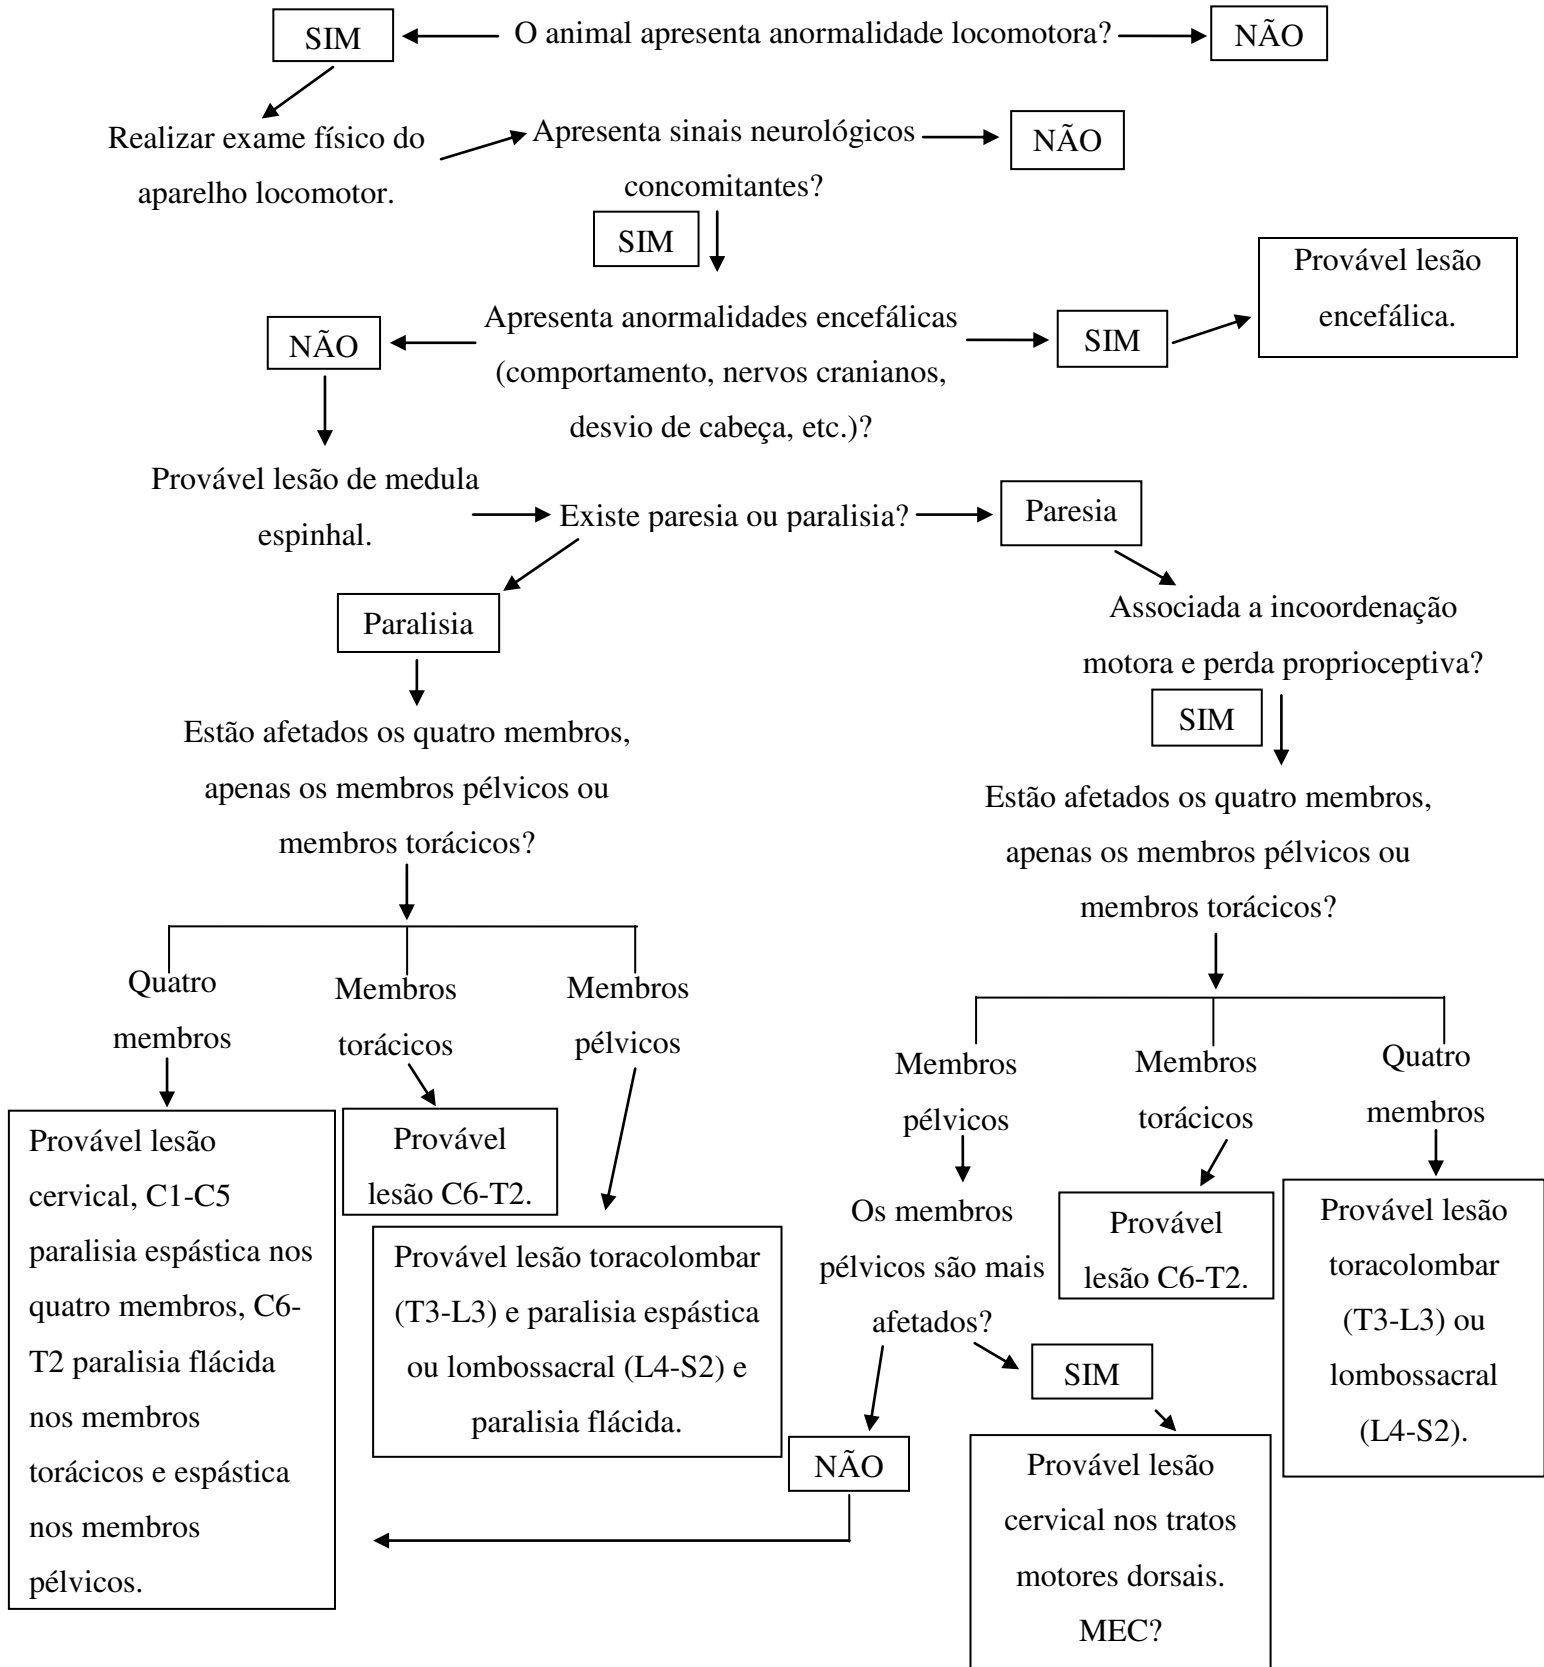 SIM
O animal apresenta anormalidade locomotora?
NÃO
Realizar exame físico do
aparelho locomotor.
Apresenta sinais neurológicos
concomitantes?
NÃO
SIM
Provável lesão
encefálica.
NÃO
Apresenta anormalidades encefálicas
(comportamento, nervos cranianos,
desvio de cabeça, etc.)?
SIM
Provável lesão de medula
espinhal.
Existe paresia ou paralisia?
Paresia
Paralisia
Associada a incoordenação
motora e perda proprioceptiva?
SIM
Estão afetados os quatro membros,
apenas os membros pélvicos ou
membros torácicos?
Estão afetados os quatro membros,
apenas os membros pélvicos ou
membros torácicos?
Quatro
membros
Membros
torácicos
Membros
pélvicos
Membros
pélvicos
Membros
torácicos
Quatro
membros
Provável lesão
cervical, C1-C5
paralisia espástica nos
quatro membros, C6-
T2 paralisia flácida
nos membros
torácicos e espástica
nos membros
pélvicos.
Provável
lesão C6-T2.
Provável lesão toracolombar
(T3-L3) e paralisia espástica
ou lombossacral (L4-S2) e
paralisia flácida.
Os membros
pélvicos são mais
afetados?
Provável
lesão C6-T2.
Provável lesão
toracolombar
(T3-L3) ou
lombossacral
(L4-S2).
SIM
NÃO
Provável lesão
cervical nos tratos
motores dorsais.
MEC?